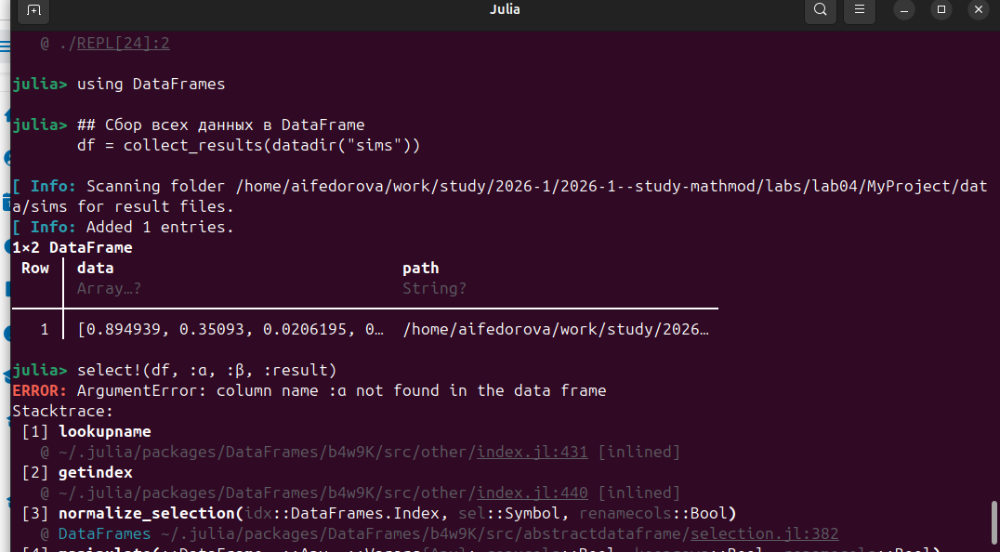 Julia
@ ./REPL[24]:2
julia> using DataFrames
julia> ## Сбор всех данных в DataFrame
df = collect_results(datadir("sims"))
[ Info: Scanning folder /home/aifedorova/work/study/2026-1/2026-1--study-mathmod/labs/lab04/MyProject/dat
a/sims for result files.
[ Info: Added 1 entries.
1×2 DataFrame
Row │ data path
│ Array…? String?
1 │ [0.894939, 0.35093, 0.0206195, 0… /home/aifedorova/work/study/2026…
julia> select!(df, :α, :β, :result)
ERROR: ArgumentError: column name :α not found in the data frame
Stacktrace:
[1] lookupname
@ ~/.julia/packages/DataFrames/b4w9K/src/other/index.jl:431 [inlined]
[2] getindex
@ ~/.julia/packages/DataFrames/b4w9K/src/other/index.jl:440 [inlined]
[3] normalize_selection(idx::DataFrames.Index, sel::Symbol, renamecols::Bool)
@ DataFrames ~/.julia/packages/DataFrames/b4w9K/src/abstractdataframe/selection.jl:382